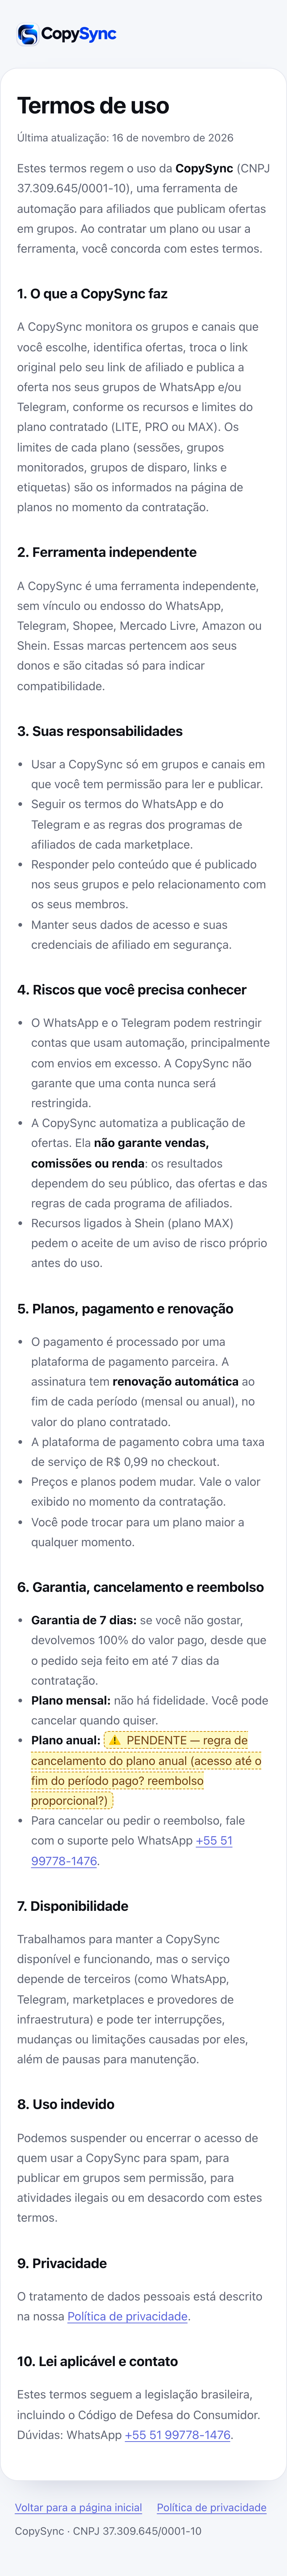 CopySync
Termos de uso
Última atualização: 16 de novembro de 2026
Estes termos regem o uso da CopySync (CNPJ
37.309.645/0001-10), uma ferramenta de
automação para afiliados que publicam ofertas
em grupos. Ao contratar um plano ou usar a
ferramenta, você concorda com estes termos.
1. O que a CopySync faz
A CopySync monitora os grupos e canais que
você escolhe, identifica ofertas, troca o link
original pelo seu link de afiliado e publica a
oferta nos seus grupos de WhatsApp e/ou
Telegram, conforme os recursos e limites do
plano contratado (LITE, PRO ou MAX). Os
limites de cada plano (sessões, grupos
monitorados, grupos de disparo, links e
etiquetas) são os informados na página de
planos no momento da contratação.
2. Ferramenta independente
A CopySync é uma ferramenta independente,
sem vínculo ou endosso do WhatsApp,
Telegram, Shopee, Mercado Livre, Amazon ou
Shein. Essas marcas pertencem aos seus
donos e são citadas só para indicar
compatibilidade.
3. Suas responsabilidades
• Usar a CopySync só em grupos e canais em
que você tem permissão para ler e publicar.
• Seguir os termos do WhatsApp e do
Telegram e as regras dos programas de
afiliados de cada marketplace.
• Responder pelo conteúdo que é publicado
nos seus grupos e pelo relacionamento com
os seus membros.
• Manter seus dados de acesso e suas
credenciais de afiliado em segurança.
4. Riscos que você precisa conhecer
• O WhatsApp e o Telegram podem restringir
contas que usam automação, principalmente
com envios em excesso. A CopySync não
garante que uma conta nunca será
restringida.
• A CopySync automatiza a publicação de
ofertas. Ela não garante vendas,
comissões ou renda: os resultados
dependem do seu público, das ofertas e das
regras de cada programa de afiliados.
• Recursos ligados à Shein (plano MAX)
pedem o aceite de um aviso de risco próprio
antes do uso.
5. Planos, pagamento e renovação
• O pagamento é processado por uma
plataforma de pagamento parceira. A
assinatura tem renovação automática ao
fim de cada período (mensal ou anual), no
valor do plano contratado.
• A plataforma de pagamento cobra uma taxa
de serviço de R$ 0,99 no checkout.
• Preços e planos podem mudar. Vale o valor
exibido no momento da contratação.
• Você pode trocar para um plano maior a
qualquer momento.
6. Garantia, cancelamento e reembolso
• Garantia de 7 dias: se você não gostar,
devolvemos 100% do valor pago, desde que
o pedido seja feito em até 7 dias da
contratação.
• Plano mensal: não há fidelidade. Você pode
cancelar quando quiser.
• Plano anual: ⚠️ PENDENTE — regra de
cancelamento do plano anual (acesso até o
fim do período pago? reembolso
proporcional?)
• Para cancelar ou pedir o reembolso, fale
com o suporte pelo WhatsApp +55 51
99778-1476.
7. Disponibilidade
Trabalhamos para manter a CopySync
disponível e funcionando, mas o serviço
depende de terceiros (como WhatsApp,
Telegram, marketplaces e provedores de
infraestrutura) e pode ter interrupções,
mudanças ou limitações causadas por eles,
além de pausas para manutenção.
8. Uso indevido
Podemos suspender ou encerrar o acesso de
quem usar a CopySync para spam, para
publicar em grupos sem permissão, para
atividades ilegais ou em desacordo com estes
termos.
9. Privacidade
O tratamento de dados pessoais está descrito
na nossa Política de privacidade.
10. Lei aplicável e contato
Estes termos seguem a legislação brasileira,
incluindo o Código de Defesa do Consumidor.
Dúvidas: WhatsApp +55 51 99778-1476.
Voltar para a página inicial Política de privacidade
CopySync · CNPJ 37.309.645/0001-10